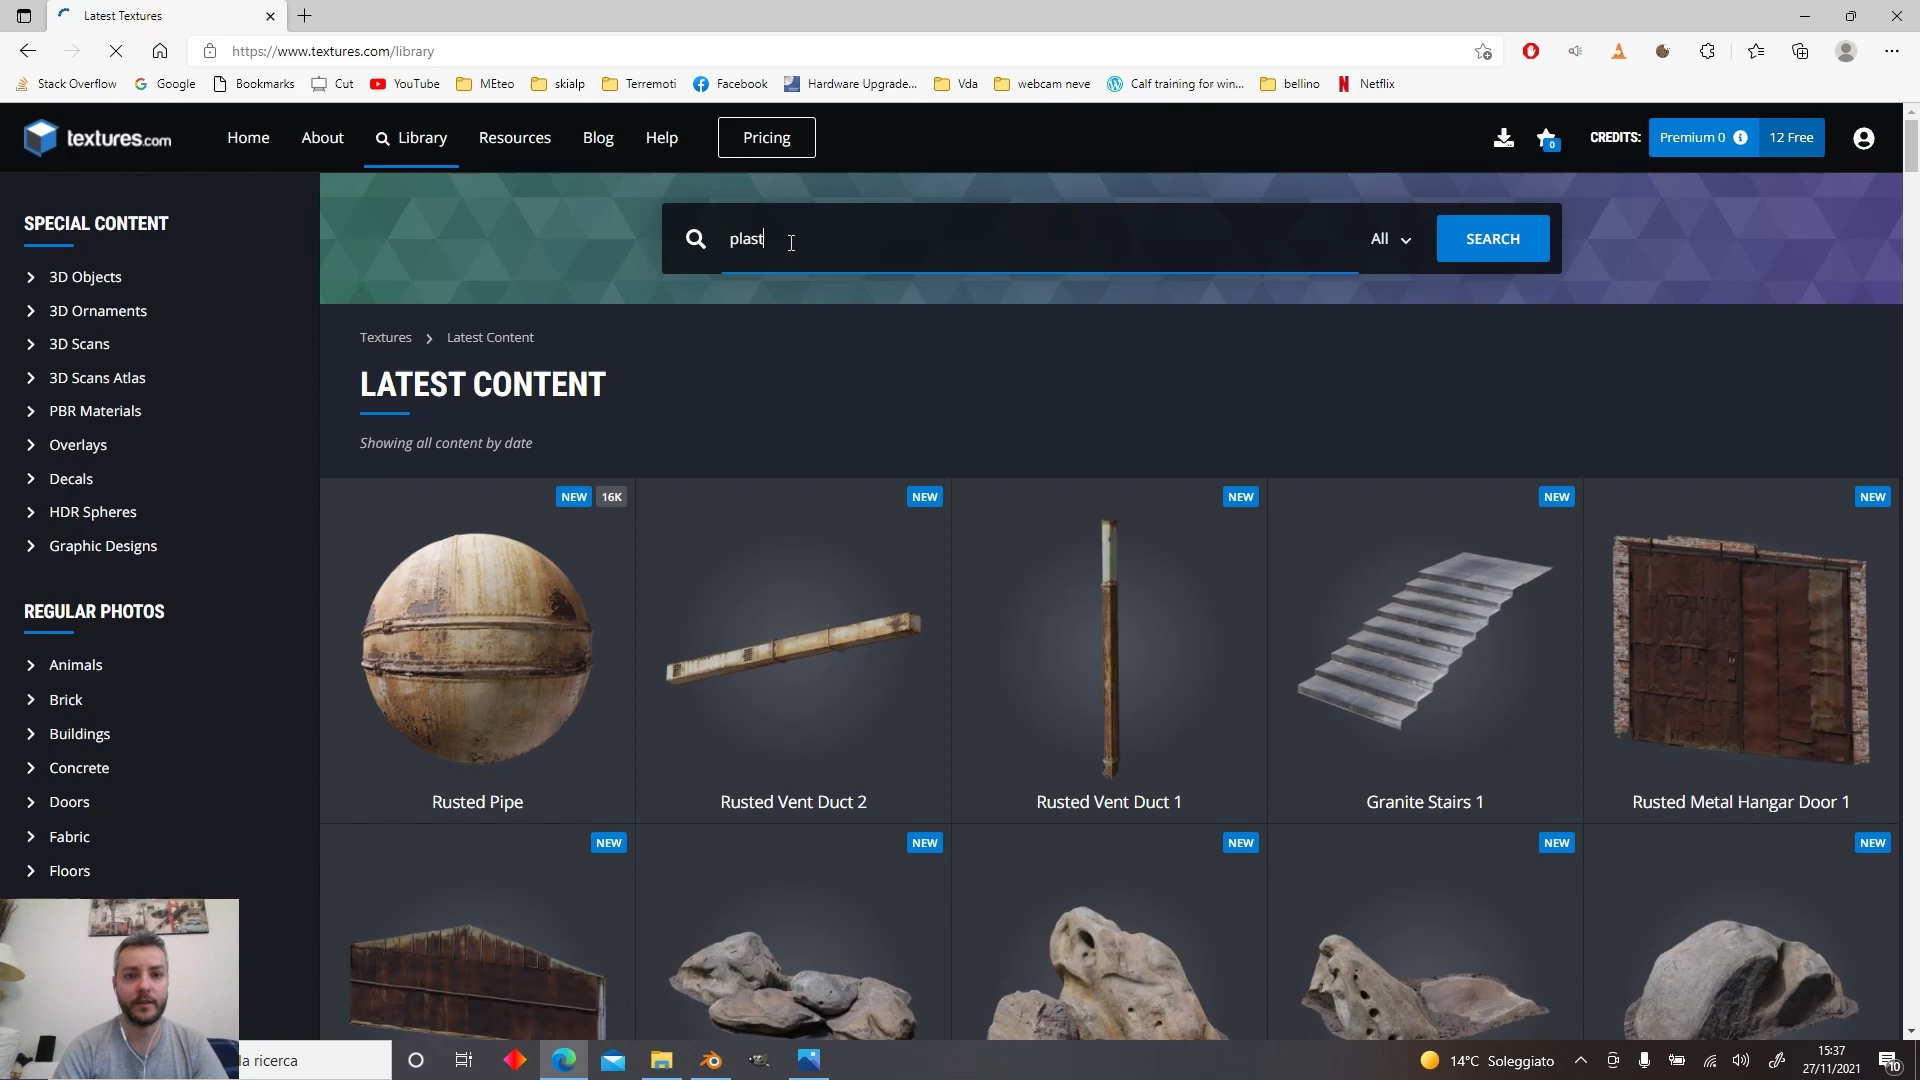 Latest Textures
https://www.textures.com/library
Stack Overflow Google Bookmarks Cut YouTube MEteo skialp Terremoti Facebook Hardware Upgrade... Vda webcam neve Calf training for win... bellino Netflix
textures.com Home About Library Resources Blog Help Pricing 0 CREDITS: Premium 0 12 Free
SPECIAL CONTENT
3D Objects
3D Ornaments
3D Scans
3D Scans Atlas
PBR Materials
Overlays
Decals
HDR Spheres
Graphic Designs
REGULAR PHOTOS
Animals
Brick
Buildings
Concrete
Doors
Fabric
Floors
plast All SEARCH
Textures Latest Content
LATEST CONTENT
Showing all content by date
NEW 16K NEW NEW NEW NEW
Rusted Pipe Rusted Vent Duct 2 Rusted Vent Duct 1 Granite Stairs 1 Rusted Metal Hangar Door 1
NEW NEW NEW NEW NEW
la ricerca 14°C Soleggiato 15:37
27/11/2021 10